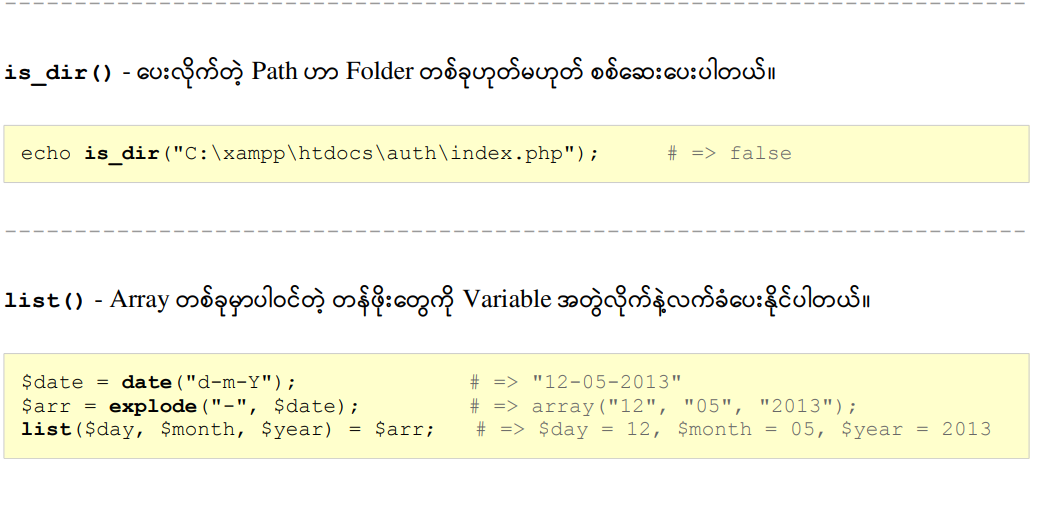 is_dir() - ပေးလိုက်တဲ့ Path ဟာ Folder တစ်ခုဟုတ်မဟုတ် စစ်ဆေးပေးပါတယ်။
echo is_dir("C:\xampp\htdocs\auth\index.php"); # => false
list() - Array တစ်ခုမှာပါဝင်တဲ့ တန်ဖိုးတွေကို Variable အတွဲလိုက်နဲ့လက်ခံပေးနိုင်ပါတယ်။
$date = date("d-m-Y"); # => "12-05-2013"
$arr = explode("-", $date); # => array("12", "05", "2013");
list($day, $month, $year) = $arr; # => $day = 12, $month = 05, $year = 2013